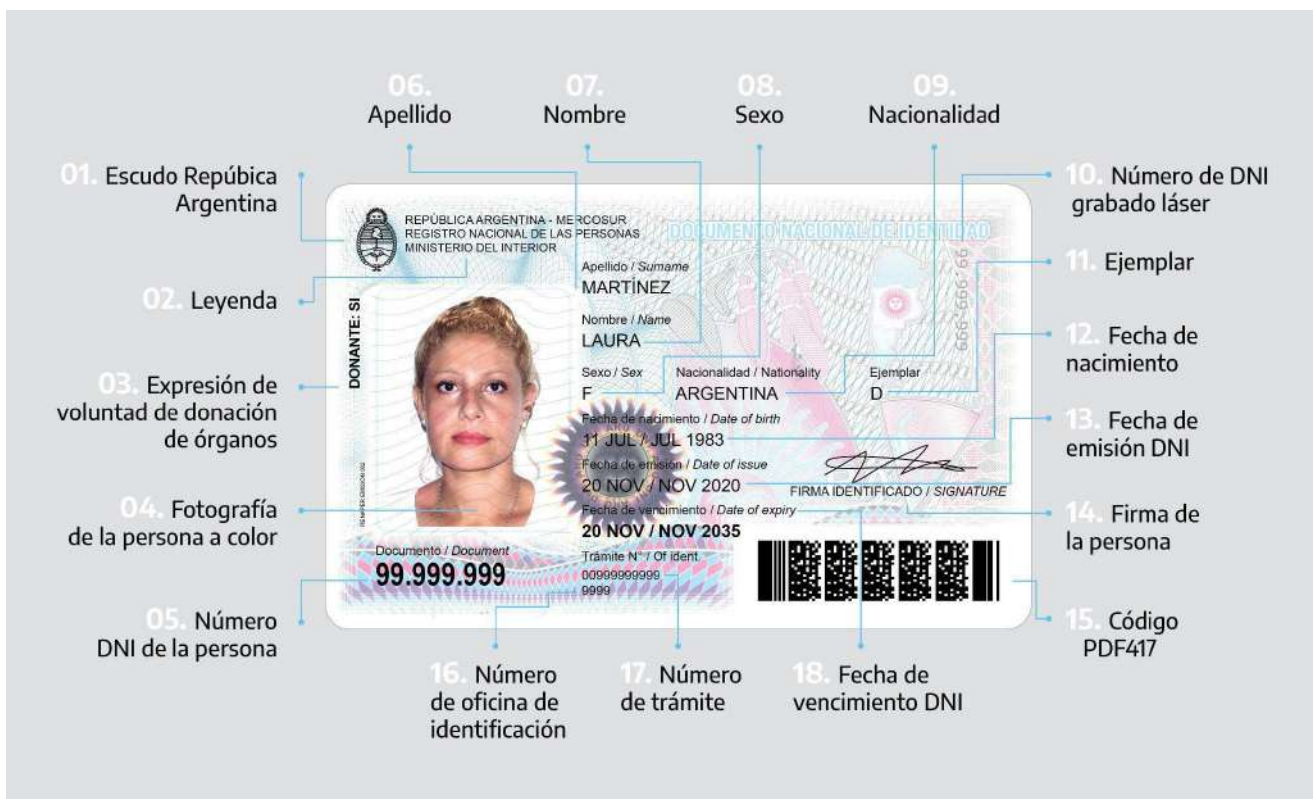 06.
Apellido
07.
Nombre
08.
Sexo
09.
Nacionalidad
01. Escudo Repúbica
Argentina
02. Leyenda
03. Expresión de
voluntad de donación
de órganos
04. Fotografía
de la persona a color
05. Número
DNI de la persona
REPÚBLICA ARGENTINA - MERCOSUR
REGISTRO NACIONAL DE LAS PERSONAS
MINISTERIO DEL INTERIOR
DOCUMENTO NACIONAL DE IDENTIDAD
DONANTE: SI
Apellido / Surname
MARTÍNEZ
Nombre / Name
LAURA
Sexo / Sex
F
Nacionalidad / Nationality
ARGENTINA
Ejemplar
D
Fecha de nacimiento / Date of birth
11 JUL / JUL 1983
Fecha de emisión / Date of issue
20 NOV / NOV 2020
Fecha de vencimiento / Date of expiry
20 NOV / NOV 2035
FIRMA IDENTIFICADO / SIGNATURE
Documento / Document
99.999.999
Trámite N° / Of ident
00999999999
9999
10. Número de DNI
grabado láser
11. Ejemplar
12. Fecha de
nacimiento
13. Fecha de
emisión DNI
14. Firma de
la persona
15. Código
PDF417
16. Número
de oficina de
identificación
17. Número
de trámite
18. Fecha de
vencimiento DNI